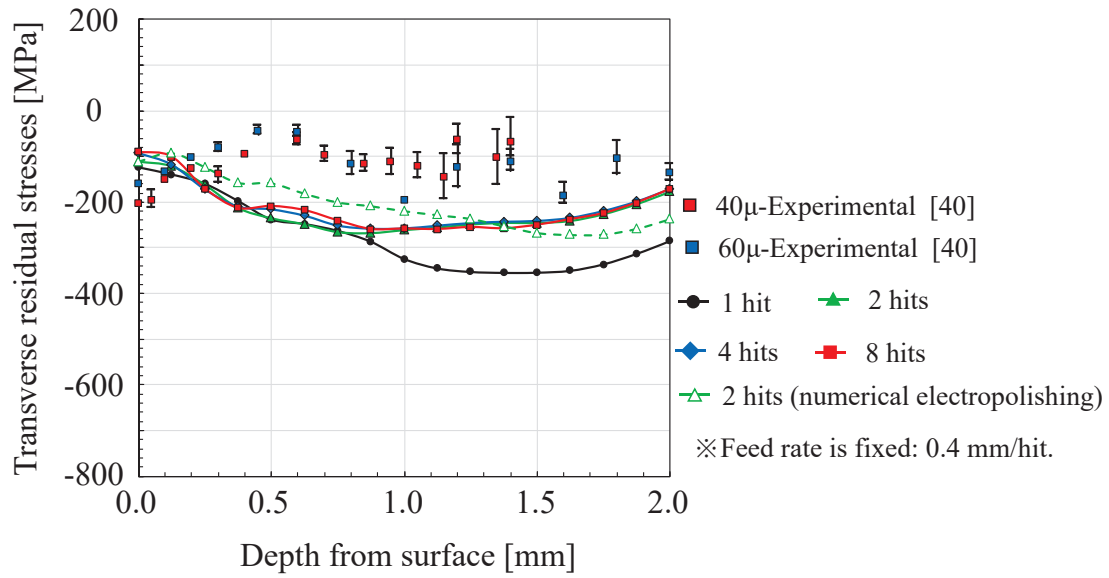 Transverse residual stresses [MPa]
200
0
-200
-400
-600
-800
0.0 0.5 1.0 1.5 2.0
Depth from surface [mm]
40μ-Experimental [40]
60μ-Experimental [40]
1 hit 2 hits
4 hits 8 hits
2 hits (numerical electropolishing)
※Feed rate is fixed: 0.4 mm/hit.